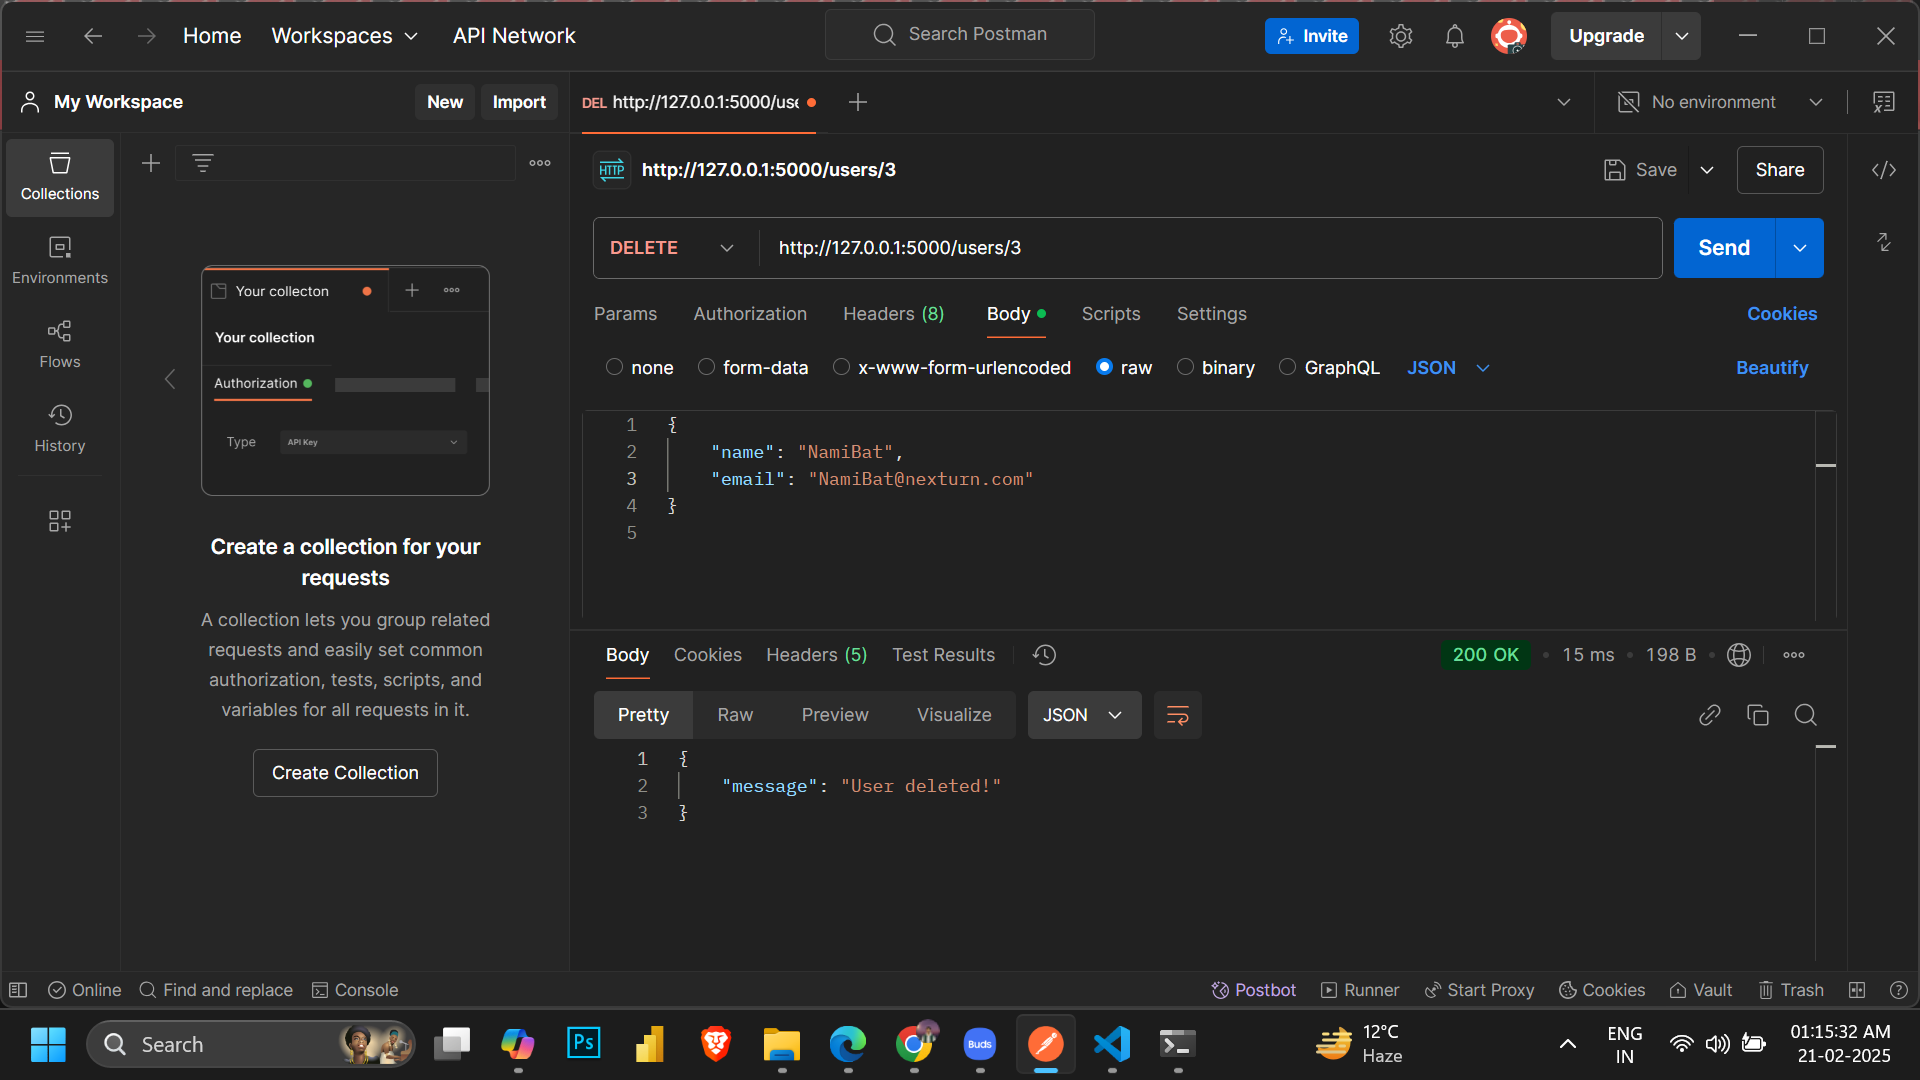 Home Workspaces API Network Search Postman Invite Upgrade
My Workspace New Import DEL http://127.0.0.1:5000/use No environment
HTTP http://127.0.0.1:5000/users/3 Save Share
Collections
Environments
Flows
History
Your collecton
Your collection
Authorization
Type API Key
Create a collection for your
requests
A collection lets you group related
requests and easily set common
authorization, tests, scripts, and
variables for all requests in it.
Create Collection
DELETE http://127.0.0.1:5000/users/3 Send
Params Authorization Headers (8) Body Scripts Settings Cookies
none form-data x-www-form-urlencoded raw binary GraphQL JSON Beautify
1 {
2 "name": "NamiBat",
3 "email": "NamiBat@nexturn.com"
4 }
5
Body Cookies Headers (5) Test Results 200 OK 15 ms 198 B
Pretty Raw Preview Visualize JSON
1 {
2 "message": "User deleted!"
3 }
Online Find and replace Console Postbot Runner Start Proxy Cookies Vault Trash
Search Ps Buds 12°C ENG 01:15:32 AM
Haze IN 21-02-2025